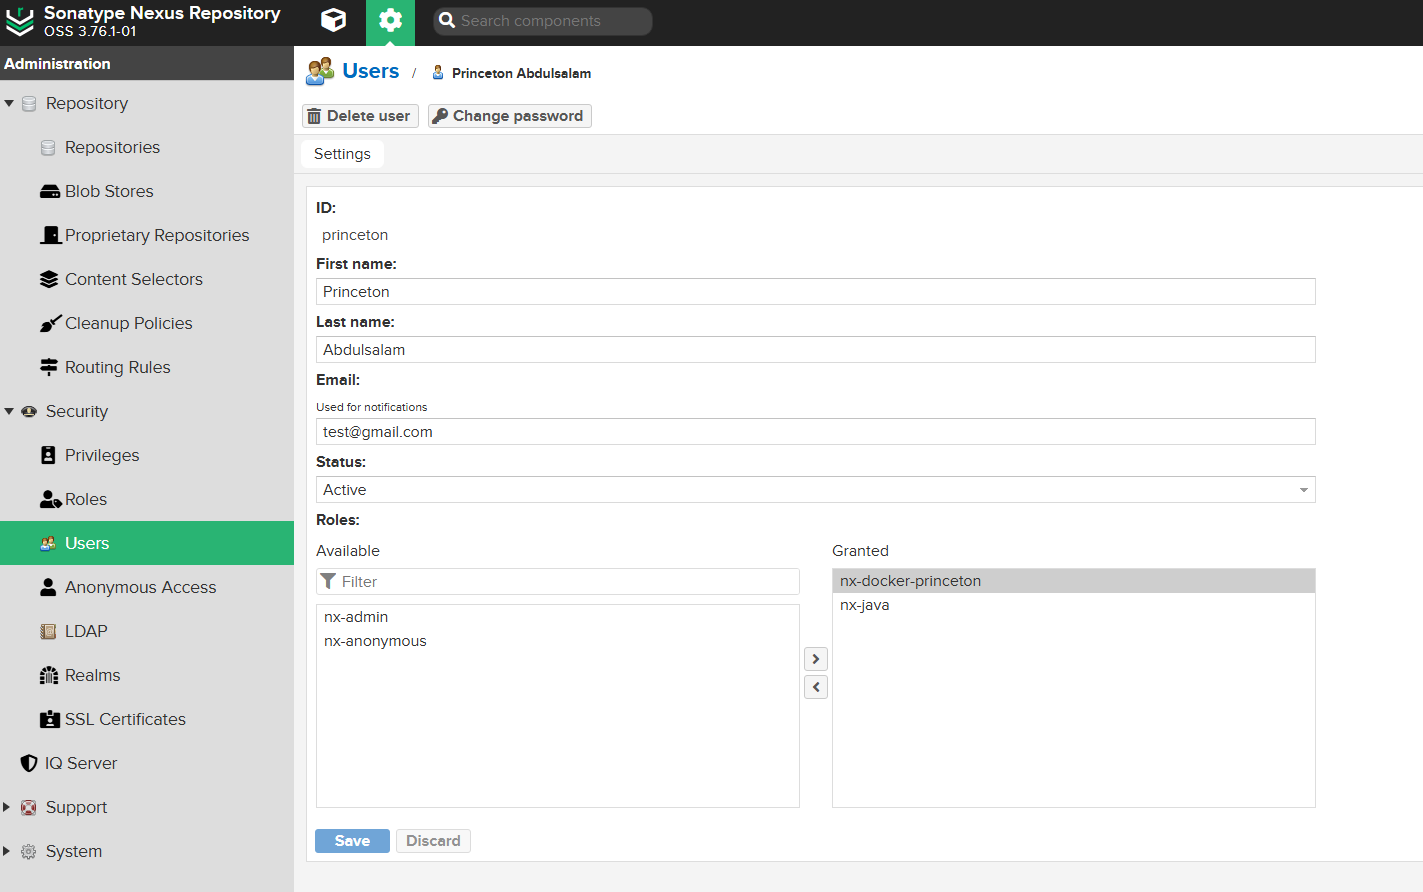 Sonatype Nexus Repository
OSS 3.76.1-01
Search components
Administration
Repository
Repositories
Blob Stores
Proprietary Repositories
Content Selectors
Cleanup Policies
Routing Rules
Security
Privileges
Roles
Users
Anonymous Access
LDAP
Realms
SSL Certificates
IQ Server
Support
System
Users / Princeton Abdulsalam
Delete user Change password
Settings
ID:
princeton
First name:
Princeton
Last name:
Abdulsalam
Email:
Used for notifications
test@gmail.com
Status:
Active
Roles:
Available
Filter
nx-admin
nx-anonymous
Granted
nx-docker-princeton
nx-java
Save Discard